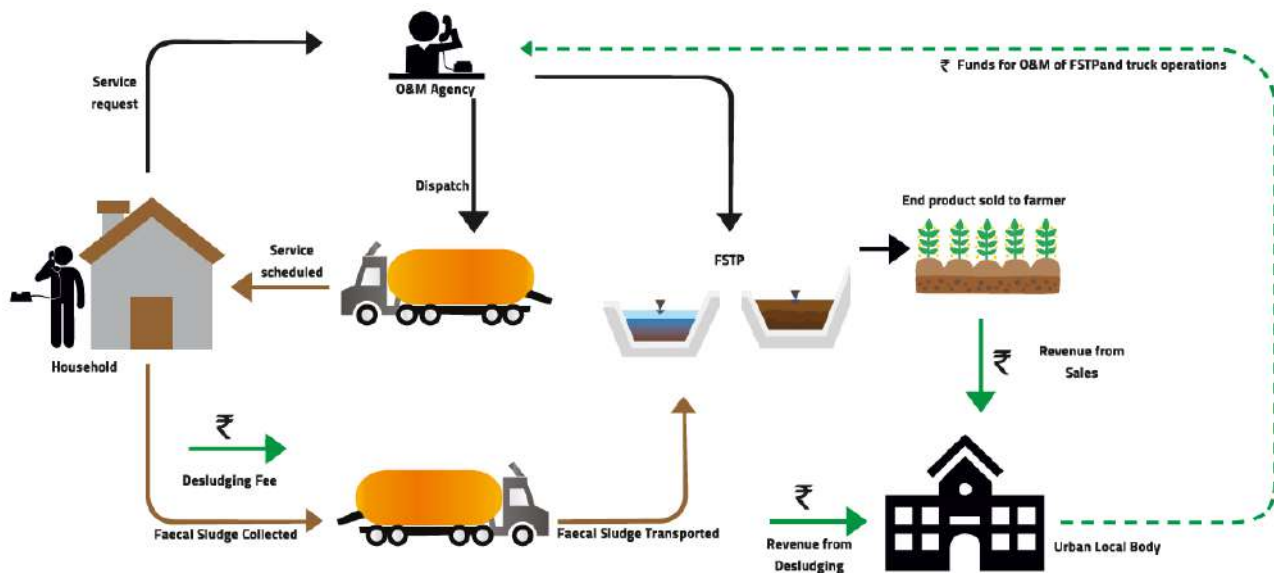 ₹ Funds for O&M of FSTPand truck operations
Service
request
O&M Agency
Dispatch
End product sold to farmer
Service
scheduled
FSTP
Household
₹
Revenue from
Sales
₹
Desludging Fee
Faecal Sludge Collected
Faecal Sludge Transported
₹
Revenue from
Desludging
Urban Local Body